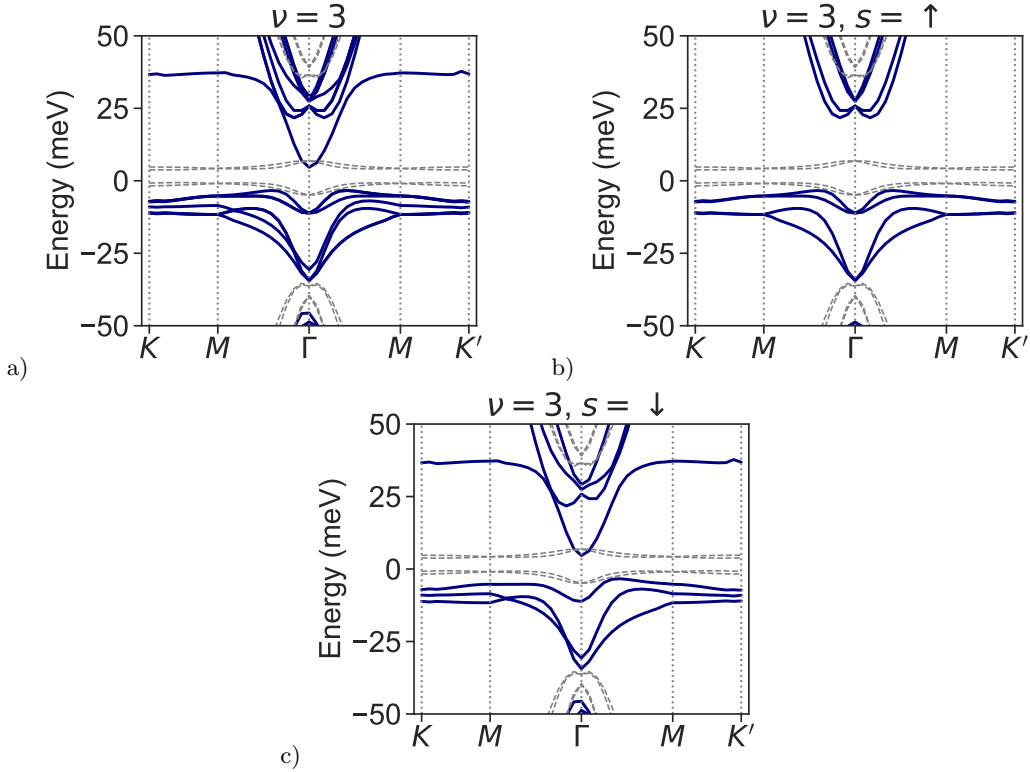 ν = 3
50
25
0
−25
−50
Energy (meV)
K M Γ M K′
a)
ν = 3, s = ↑
50
25
0
−25
−50
Energy (meV)
K M Γ M K′
b)
ν = 3, s = ↓
50
25
0
−25
−50
Energy (meV)
K M Γ M K′
c)